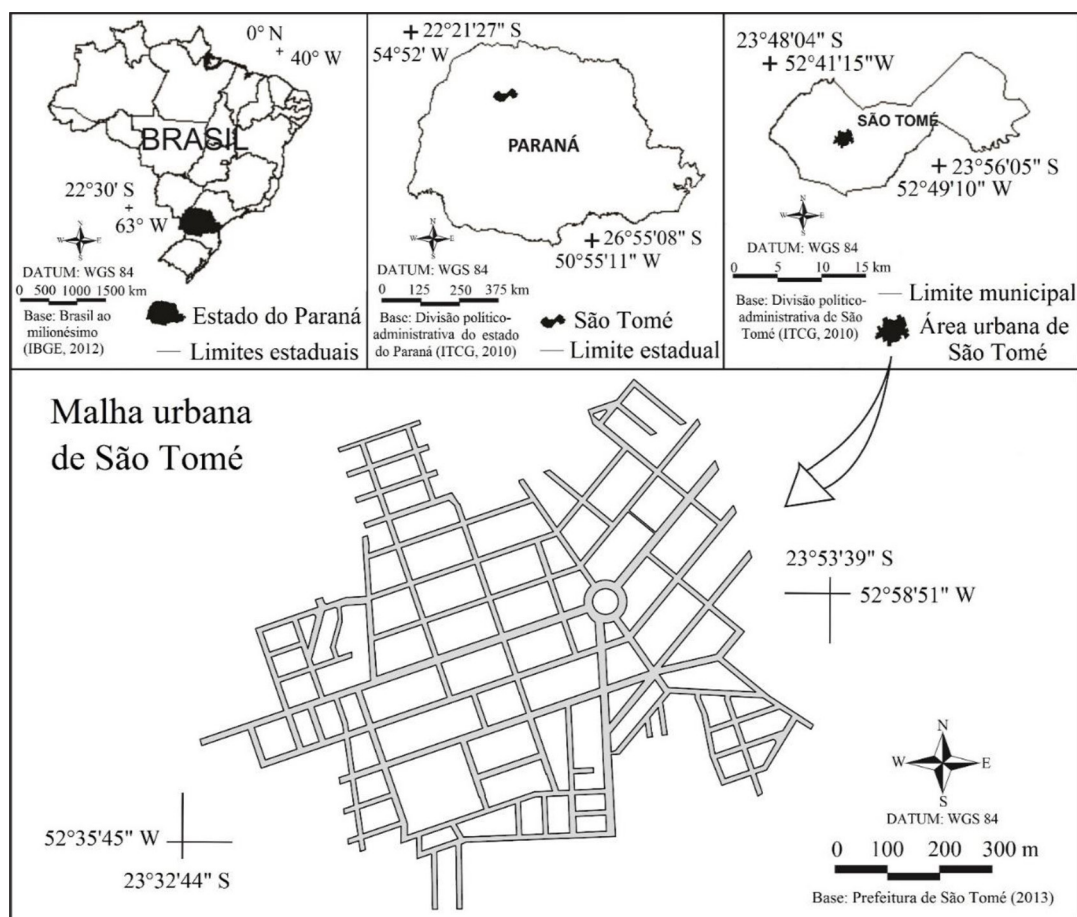 0° N
40° W
BRASIL
22°30' S
63° W
N
W E
S
DATUM: WGS 84
0 500 1000 1500 km
Base: Brasil ao
milionésimo
(IBGE, 2012)
Estado do Paraná
Limites estaduais
22°21'27" S
54°52' W
PARANÁ
26°55'08" S
50°55'11" W
N
W E
S
DATUM: WGS 84
0 125 250 375 km
Base: Divisão político-
administrativa do estado
do Paraná (ITCG, 2010)
São Tomé
Limite estadual
23°48'04" S
52°41'15"W
SÃO TOMÉ
23°56'05" S
52°49'10" W
N
W E
S
DATUM: WGS 84
0 5 10 15 km
Base: Divisão político-
administrativa de São
Tomé (ITCG, 2010)
Limite municipal
Área urbana de
São Tomé
Malha urbana
de São Tomé
23°53'39" S
52°58'51" W
52°35'45" W
23°32'44" S
N
W E
S
DATUM: WGS 84
0 100 200 300 m
Base: Prefeitura de São Tomé (2013)